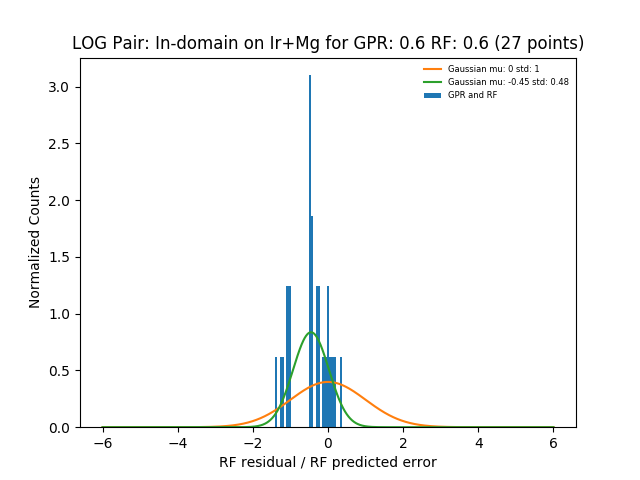 LOG Pair: In-domain on Ir+Mg for GPR: 0.6 RF: 0.6 (27 points)
Gaussian mu: 0 std: 1
Gaussian mu: -0.45 std: 0.48
GPR and RF
Normalized Counts
3.0
2.5
2.0
1.5
1.0
0.5
0.0
−6
−4
−2
0
2
4
6
RF residual / RF predicted error